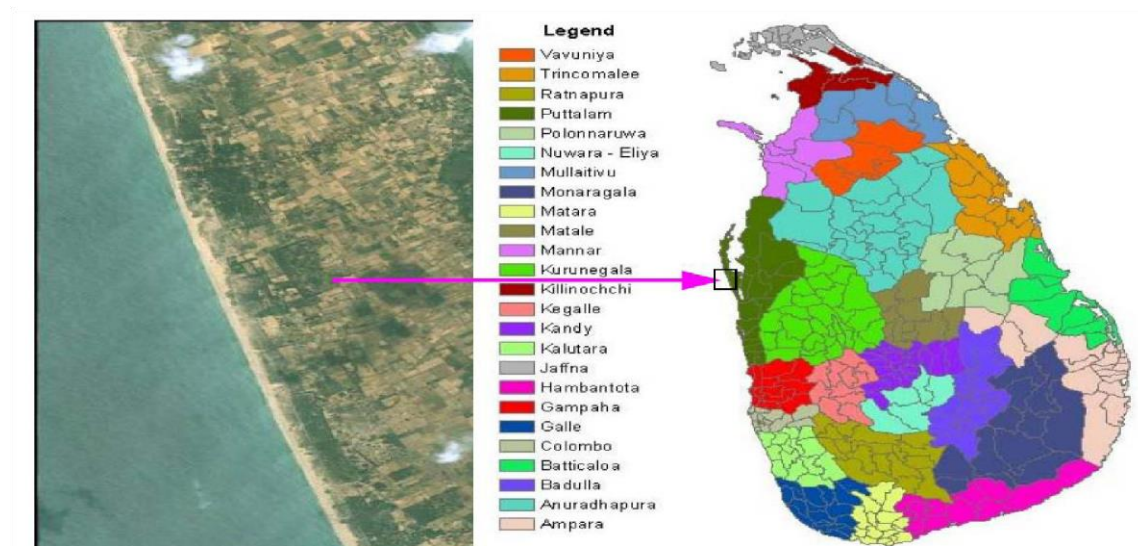 Legend
Vavuniya
Trincomalee
Ratnapura
Puttalam
Polonnaruwa
Nuwara - Eliya
Mullaitivu
Monaragala
Matara
Matale
Mannar
Kurunegala
Killinochchi
Kegalle
Kandy
Kalutara
Jaffna
Hambantota
Gampaha
Galle
Colombo
Batticaloa
Badulla
Anuradhapura
Ampara